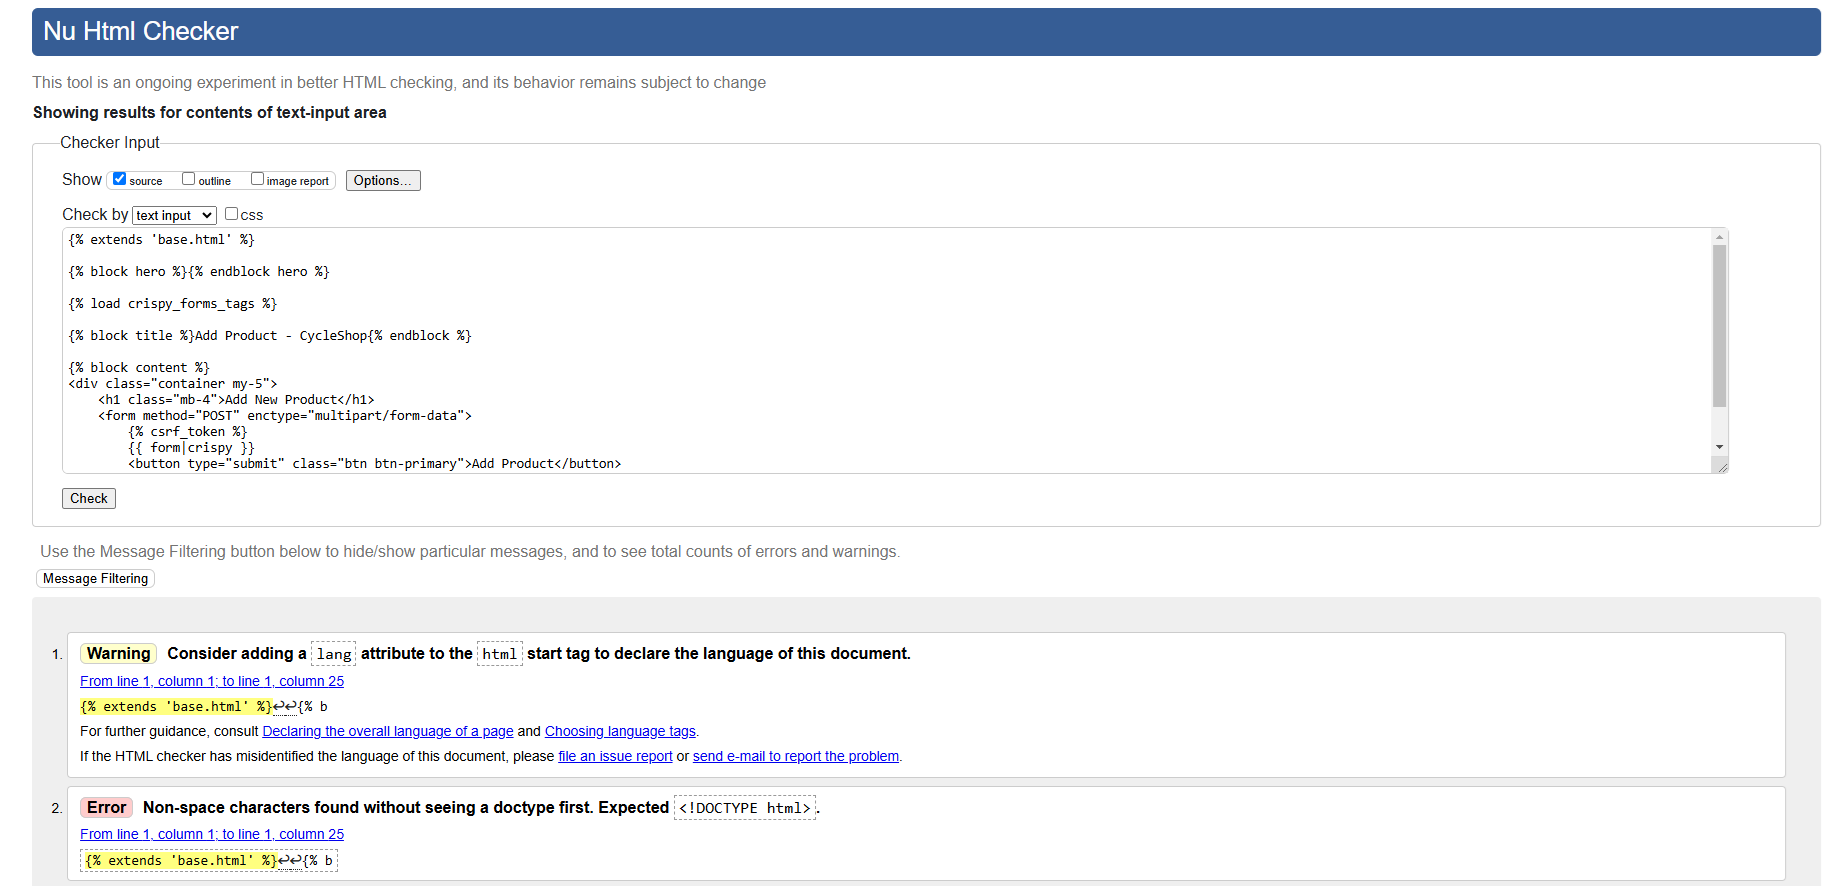 Nu Html Checker
This tool is an ongoing experiment in better HTML checking, and its behavior remains subject to change
Showing results for contents of text-input area
Checker Input
Show source outline image report Options...
Check by text input css
{% extends 'base.html' %}
{% block hero %}{% endblock hero %}
{% load crispy_forms_tags %}
{% block title %}Add Product - CycleShop{% endblock %}
{% block content %}
<div class="container my-5">
<h1 class="mb-4">Add New Product</h1>
<form method="POST" enctype="multipart/form-data">
{% csrf_token %}
{{ form|crispy }}
<button type="submit" class="btn btn-primary">Add Product</button>
Check
Use the Message Filtering button below to hide/show particular messages, and to see total counts of errors and warnings.
Message Filtering
1. Warning Consider adding a lang attribute to the html start tag to declare the language of this document.
From line 1, column 1; to line 1, column 25
{% extends 'base.html' %}↩↩{% b
For further guidance, consult Declaring the overall language of a page and Choosing language tags.
If the HTML checker has misidentified the language of this document, please file an issue report or send e-mail to report the problem.
2. Error Non-space characters found without seeing a doctype first. Expected <!DOCTYPE html>.
From line 1, column 1; to line 1, column 25
{% extends 'base.html' %}↩↩{% b